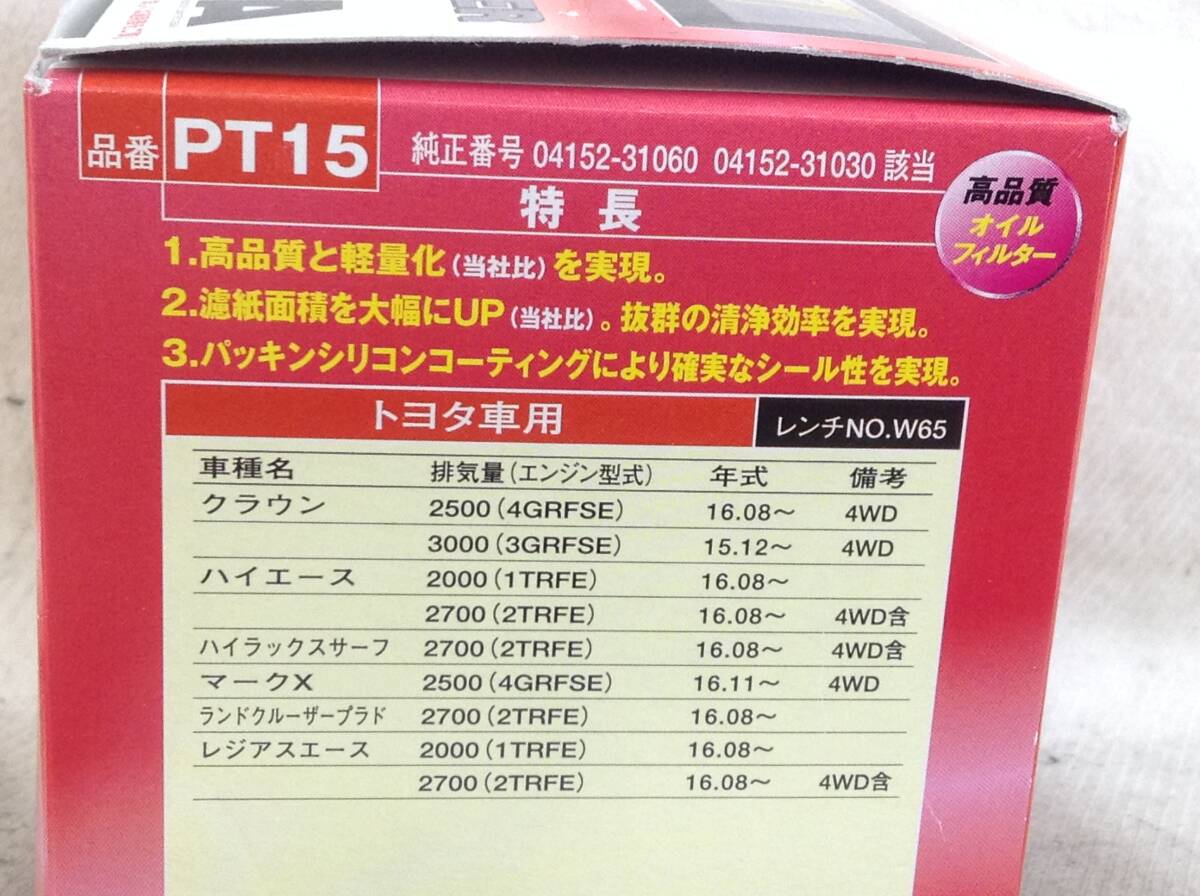 品番 PT15 純正番号 04152-31060 04152-31030 該当
特長
高品質
オイル
フィルター
1.高品質と軽量化(当社比)を実現。
2.濾紙面積を大幅にUP(当社比)。抜群の清浄効率を実現。
3.パッキンシリコンコーティングにより確実なシール性を実現。
トヨタ車用 レンチNO.W65
車種名 排気量(エンジン型式) 年式 備考
クラウン 2500(4GRFSE) 16.08〜 4WD
3000(3GRFSE) 15.12〜 4WD
ハイエース 2000(1TRFE) 16.08〜
2700(2TRFE) 16.08〜 4WD含
ハイラックスサーフ 2700(2TRFE) 16.08〜 4WD含
マークX 2500(4GRFSE) 16.11〜 4WD
ランドクルーザープラド 2700(2TRFE) 16.08〜
レジアスエース 2000(1TRFE) 16.08〜
2700(2TRFE) 16.08〜 4WD含